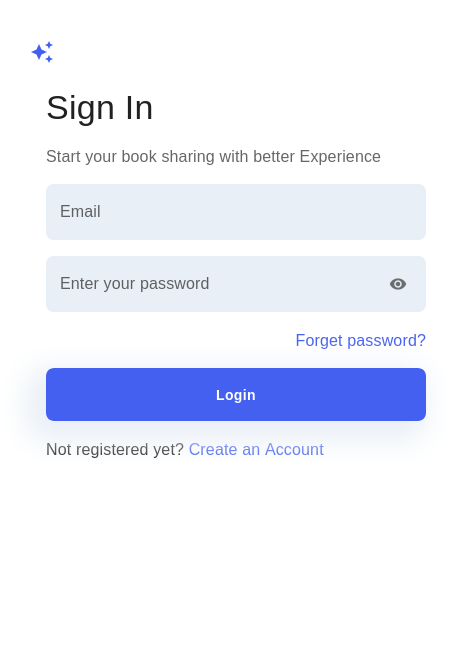 Sign In
Start your book sharing with better Experience
Email
Enter your password
Forget password?
Login
Not registered yet? Create an Account